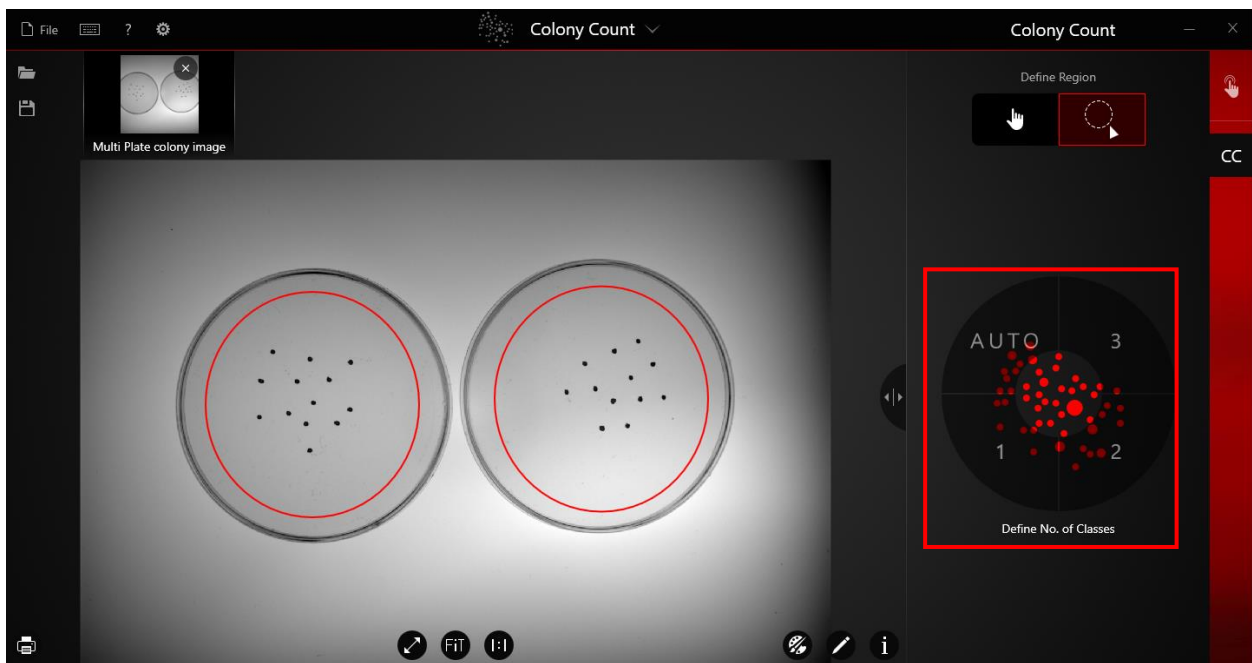 File
?
Colony Count
Colony Count
Define Region
CC
Multi Plate colony image
AUTO
3
1
2
Define No. of Classes
FiT
1:1
i